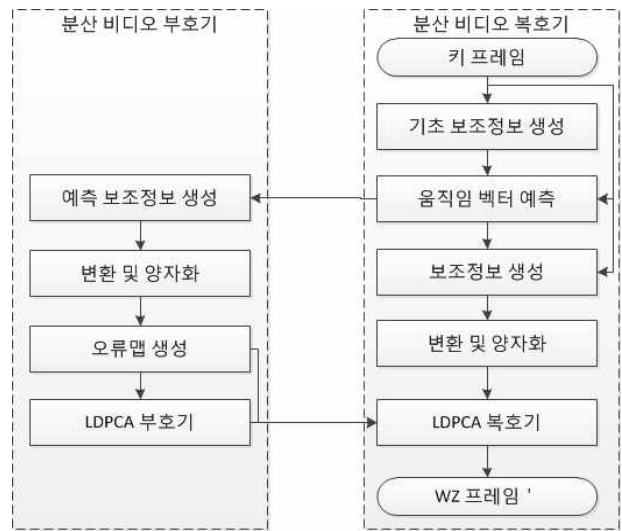 분산 비디오 부호기
예측 보조정보 생성
변환 및 양자화
오류맵 생성
LDPCA 부호기
분산 비디오 복호기
키 프레임
기초 보조정보 생성
움직임 벡터 예측
보조정보 생성
변환 및 양자화
LDPCA 복호기
WZ 프레임 '